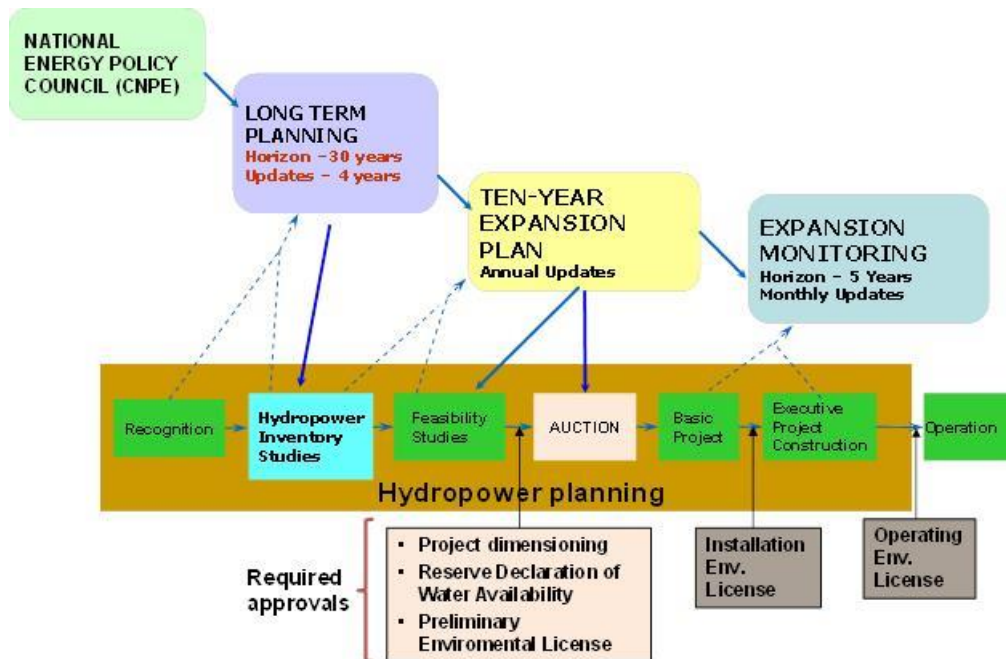 NATIONAL
ENERGY POLICY
COUNCIL (CNPE)
LONG TERM
PLANNING
Horizon -30 years
Updates - 4 years
TEN-YEAR
EXPANSION
PLAN
Annual Updates
EXPANSION
MONITORING
Horizon - 5 Years
Monthly Updates
Recognition
Hydropower
Inventory
Studies
Feasibility
Studies
AUCTION
Basic
Project
Executive
Project
Construction
Operation
Hydropower planning
Required
approvals
▪ Project dimensioning
▪ Reserve Declaration of
Water Availability
▪ Preliminary
Enviromental License
Installation
Env.
License
Operating
Env.
License